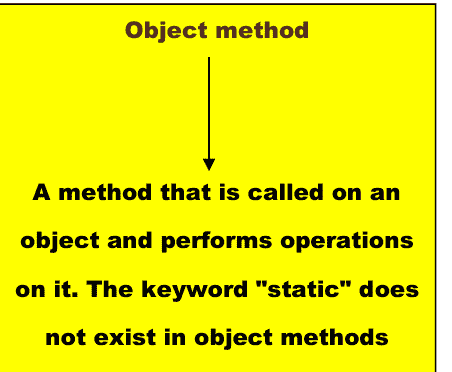 Object method
A method that is called on an
object and performs operations
on it. The keyword "static" does
not exist in object methods